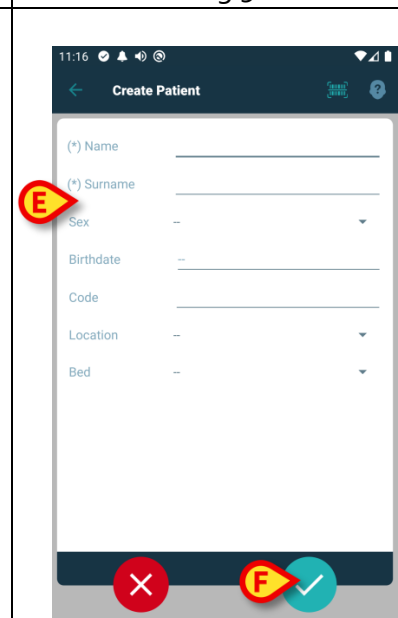 11:16
Create Patient
?
(*) Name
(*) Surname
E
Sex --
Birthdate --
Code
Location --
Bed --
F